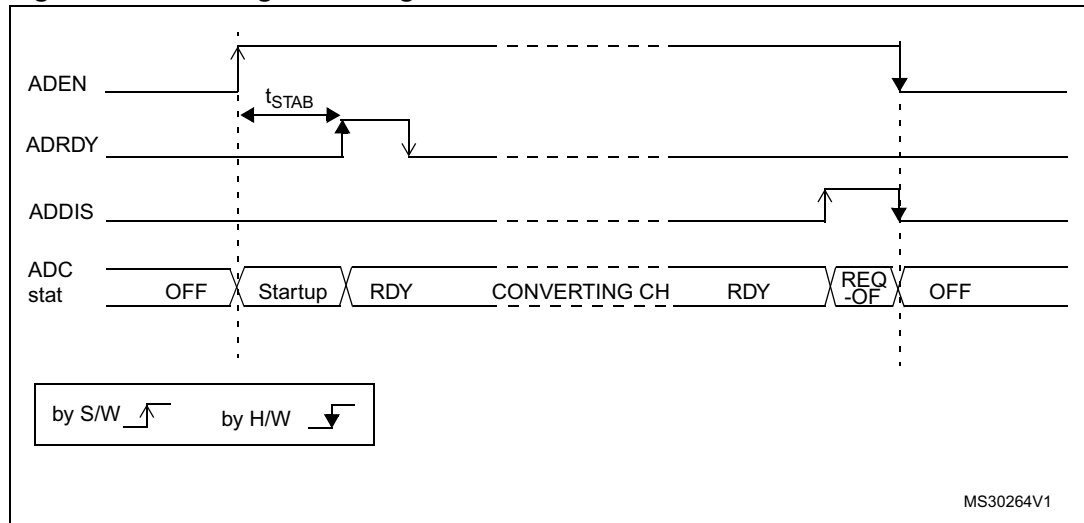 ADEN
tSTAB
ADRDY
ADDIS
ADC
stat
OFF
Startup
RDY
CONVERTING CH
RDY
REQ
-OF
OFF
by S/W
by H/W
MS30264V1